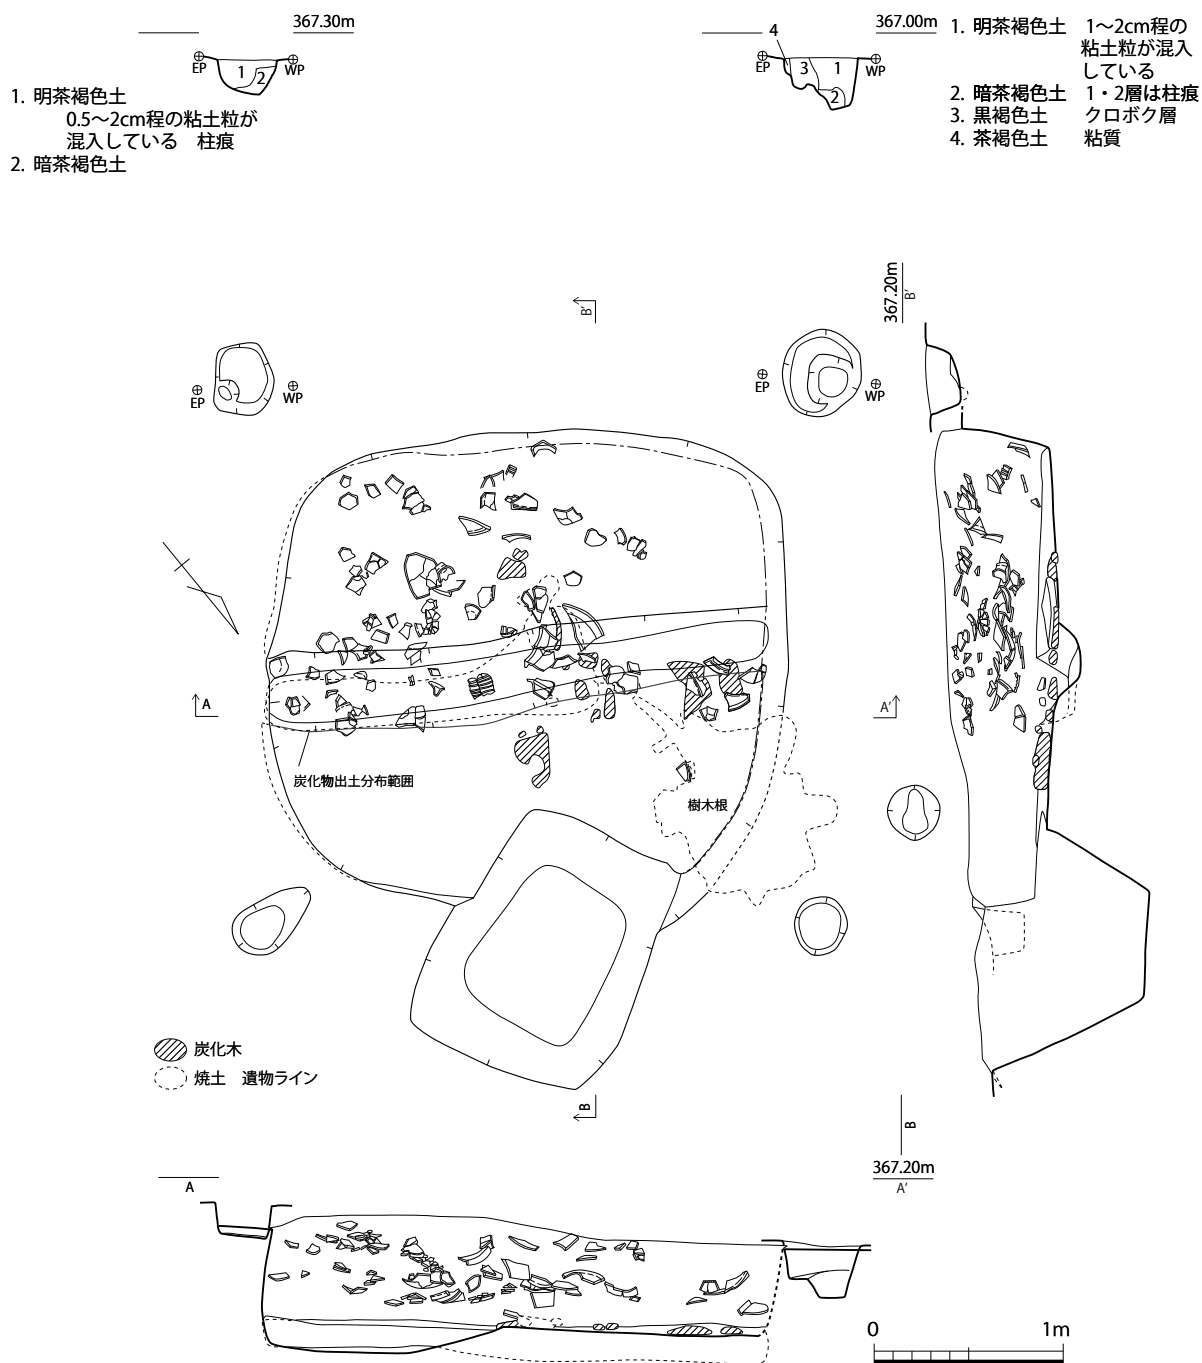 367.30m
EP
WP
1
2
1. 明茶褐色土
0.5〜2cm程の粘土粒が
混入している　柱痕
2. 暗茶褐色土
367.00m
4
EP
WP
3
1
2
1. 明茶褐色土　1〜2cm程の
粘土粒が混入
している
2. 暗茶褐色土　1・2層は柱痕
3. 黒褐色土　クロボク層
4. 茶褐色土　粘質
367.20m
B′
B′
EP
WP
EP
WP
A
A′
炭化物出土分布範囲
樹木根
炭化木
焼土　遺物ライン
B
B
367.20m
A
A′
0
1m